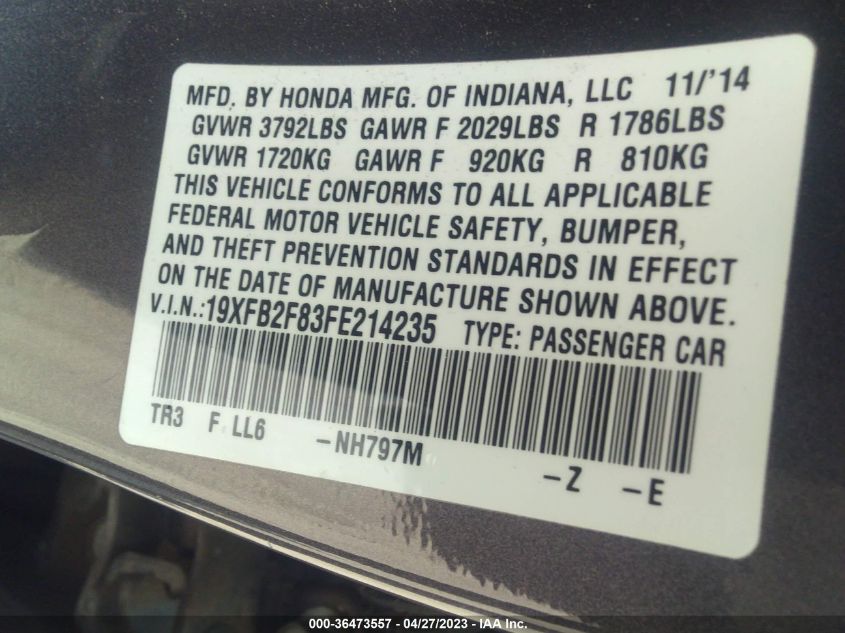 MFD. BY HONDA MFG. OF INDIANA, LLC 11/'14
GVWR 3792LBS GAWR F 2029LBS R 1786LBS
GVWR 1720KG GAWR F 920KG R 810KG
THIS VEHICLE CONFORMS TO ALL APPLICABLE
FEDERAL MOTOR VEHICLE SAFETY, BUMPER,
AND THEFT PREVENTION STANDARDS IN EFFECT
ON THE DATE OF MANUFACTURE SHOWN ABOVE.
V.I.N.:19XFB2F83FE214235 TYPE: PASSENGER CAR
TR3 F LL6 -NH797M -Z -E
000-36473557 - 04/27/2023 - IAA Inc.